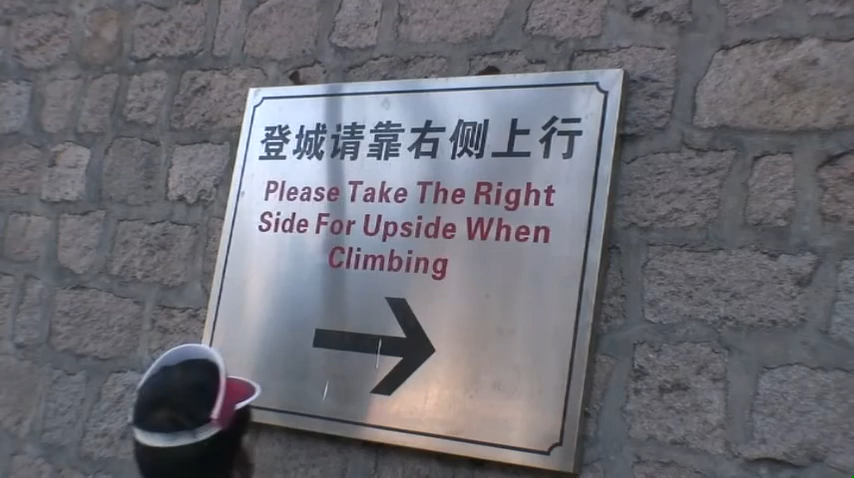 登城请靠右侧上行
Please Take The Right
Side For Upside When
Climbing